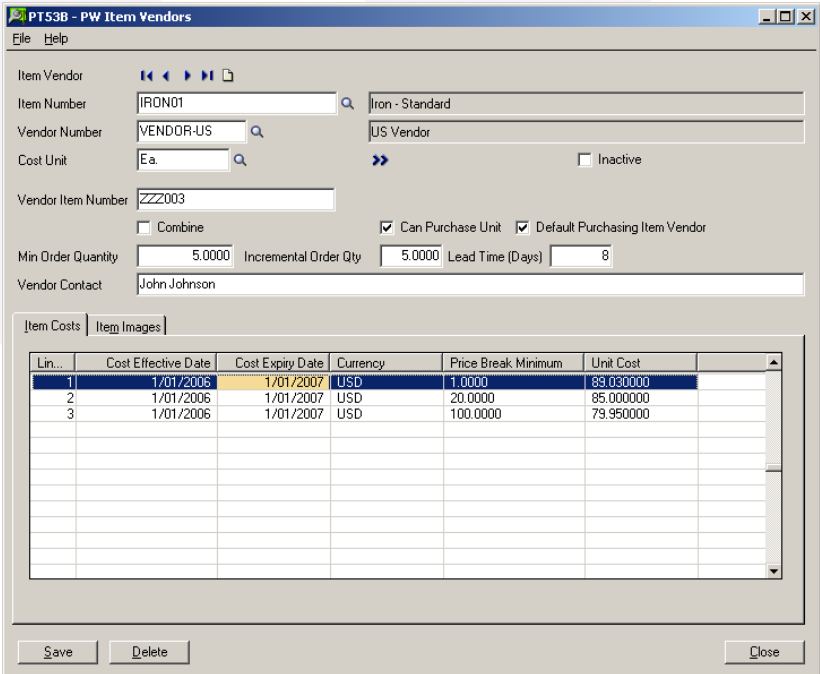 PT53B - PW Item Vendors
File Help
Item Vendor
Item Number IRON01 Iron - Standard
Vendor Number VENDOR-US US Vendor
Cost Unit Ea. Inactive
Vendor Item Number ZZZ003
Combine Can Purchase Unit Default Purchasing Item Vendor
Min Order Quantity 5.0000 Incremental Order Qty 5.0000 Lead Time (Days) 8
Vendor Contact John Johnson
Item Costs Item Images
Lin... Cost Effective Date Cost Expiry Date Currency Price Break Minimum Unit Cost
1 1/01/2006 1/01/2007 USD 1.0000 89.030000
2 1/01/2006 1/01/2007 USD 20.0000 85.000000
3 1/01/2006 1/01/2007 USD 100.0000 79.950000
Save Delete Close